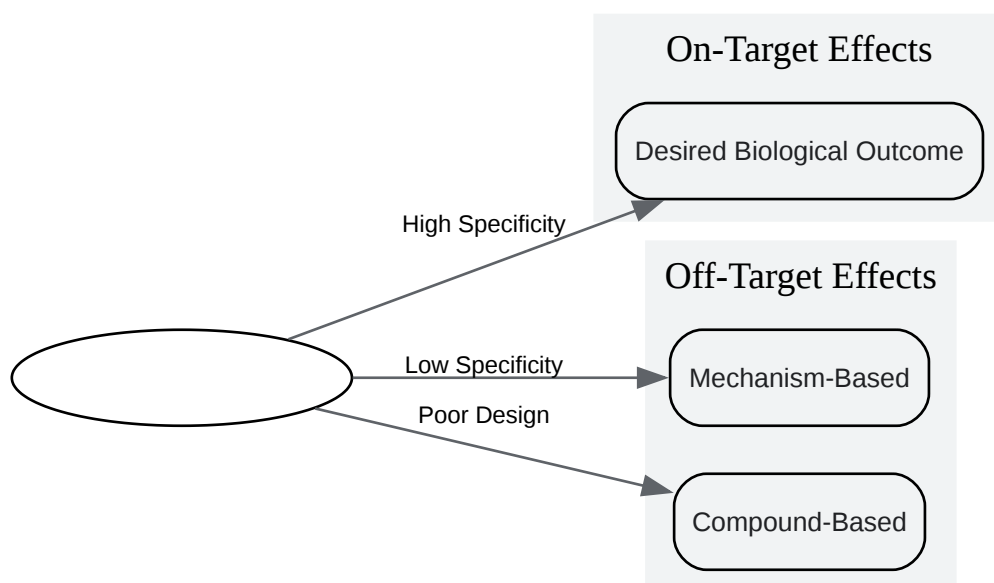 On-Target Effects
Desired Biological Outcome
High Specificity
Off-Target Effects
Low Specificity
Mechanism-Based
Poor Design
Compound-Based